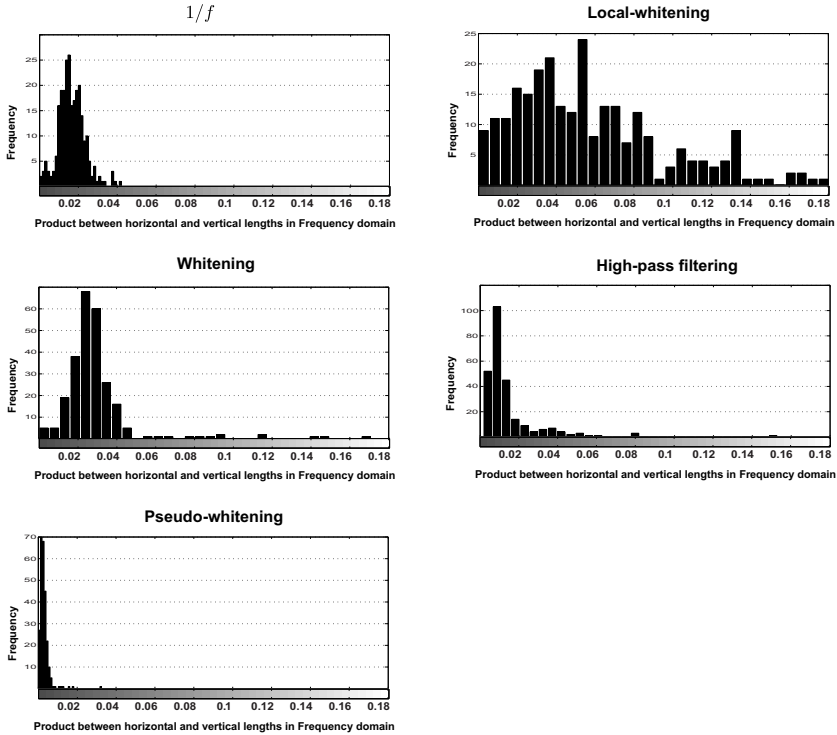 1/f
25
20
15
10
5
Frequency
0.02 0.04 0.06 0.08 0.1 0.12 0.14 0.16 0.18
Product between horizontal and vertical lengths in Frequency domain
Local-whitening
25
20
15
10
5
Frequency
0.02 0.04 0.06 0.08 0.1 0.12 0.14 0.16 0.18
Product between horizontal and vertical lengths in Frequency domain
Whitening
60
50
40
30
20
10
Frequency
0.02 0.04 0.06 0.08 0.1 0.12 0.14 0.16 0.18
Product between horizontal and vertical lengths in Frequency domain
High-pass filtering
100
80
60
40
20
Frequency
0.02 0.04 0.06 0.08 0.1 0.12 0.14 0.16 0.18
Product between horizontal and vertical lengths in Frequency domain
Pseudo-whitening
70
60
50
40
30
20
10
Frequency
0.02 0.04 0.06 0.08 0.1 0.12 0.14 0.16 0.18
Product between horizontal and vertical lengths in Frequency domain